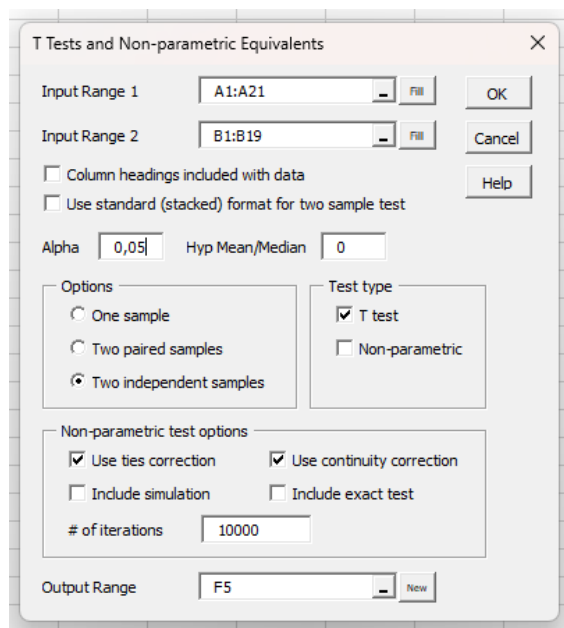 T Tests and Non-parametric Equivalents
Input Range 1 A1:A21 Fill OK
Input Range 2 B1:B19 Fill Cancel
Column headings included with data Help
Use standard (stacked) format for two sample test
Alpha 0,05 Hyp Mean/Median 0
Options Test type
One sample T test
Two paired samples Non-parametric
Two independent samples
Non-parametric test options
Use ties correction Use continuity correction
Include simulation Include exact test
# of iterations 10000
Output Range F5 New